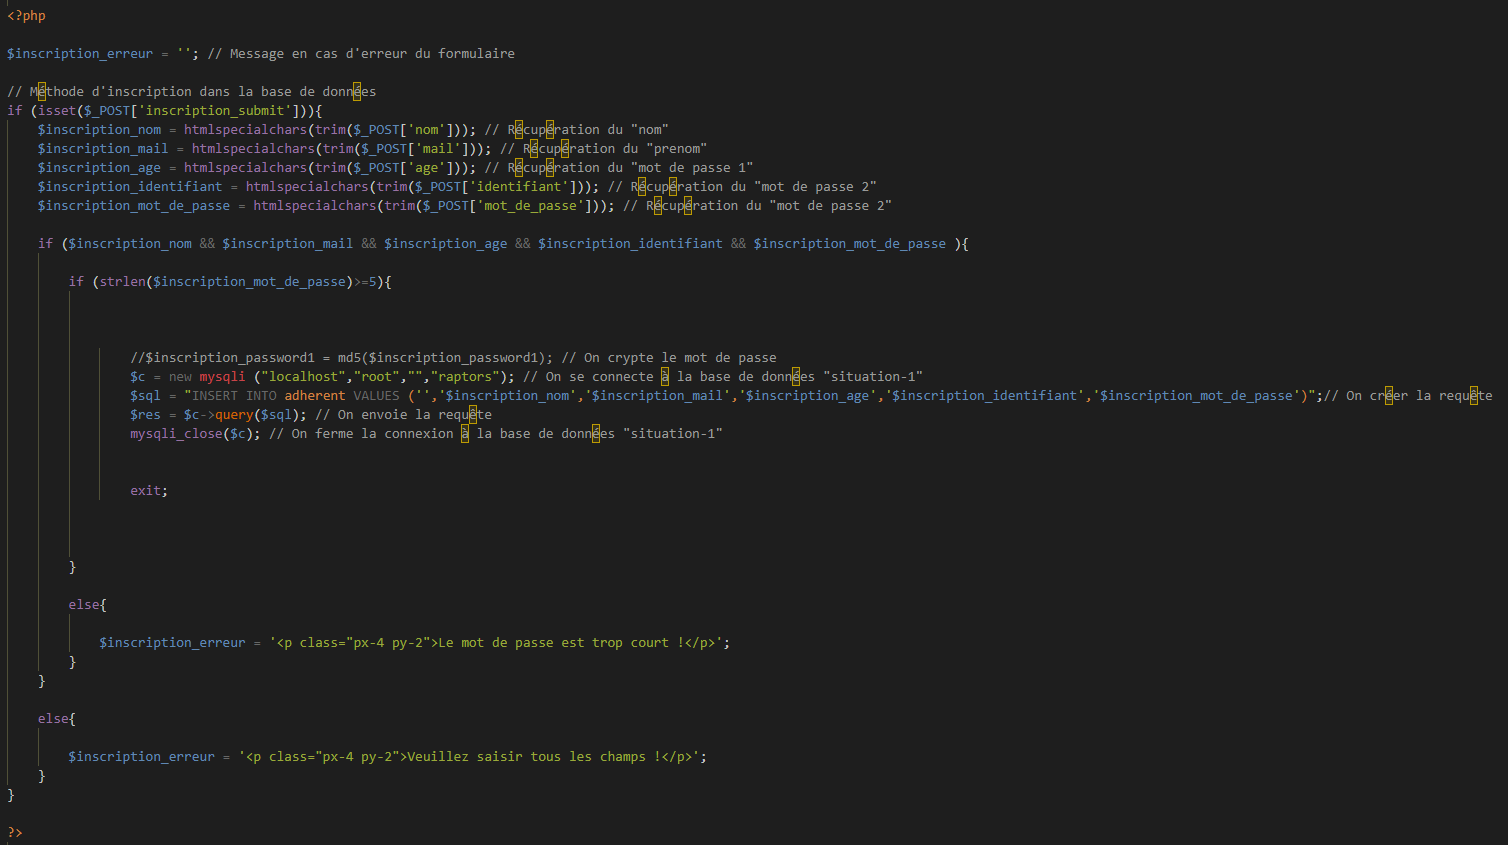 <?php
$inscription_erreur = ''; // Message en cas d'erreur du formulaire
// Méthode d'inscription dans la base de données
if (isset($_POST['inscription_submit'])){
$inscription_nom = htmlspecialchars(trim($_POST['nom'])); // Récupération du "nom"
$inscription_mail = htmlspecialchars(trim($_POST['mail'])); // Récupération du "prenom"
$inscription_age = htmlspecialchars(trim($_POST['age'])); // Récupération du "mot de passe 1"
$inscription_identifiant = htmlspecialchars(trim($_POST['identifiant'])); // Récupération du "mot de passe 2"
$inscription_mot_de_passe = htmlspecialchars(trim($_POST['mot_de_passe'])); // Récupération du "mot de passe 2"
if ($inscription_nom && $inscription_mail && $inscription_age && $inscription_identifiant && $inscription_mot_de_passe ){
if (strlen($inscription_mot_de_passe)>=5){
//$inscription_password1 = md5($inscription_password1); // On crypte le mot de passe
$c = new mysqli ("localhost","root","","raptors"); // On se connecte à la base de données "situation-1"
$sql = "INSERT INTO adherent VALUES ('','$inscription_nom','$inscription_mail','$inscription_age','$inscription_identifiant','$inscription_mot_de_passe')";// On créer la requête
$res = $c->query($sql); // On envoie la requête
mysqli_close($c); // On ferme la connexion à la base de données "situation-1"
exit;
}
else{
$inscription_erreur = '<p class="px-4 py-2">Le mot de passe est trop court !</p>';
}
}
else{
$inscription_erreur = '<p class="px-4 py-2">Veuillez saisir tous les champs !</p>';
}
}
?>